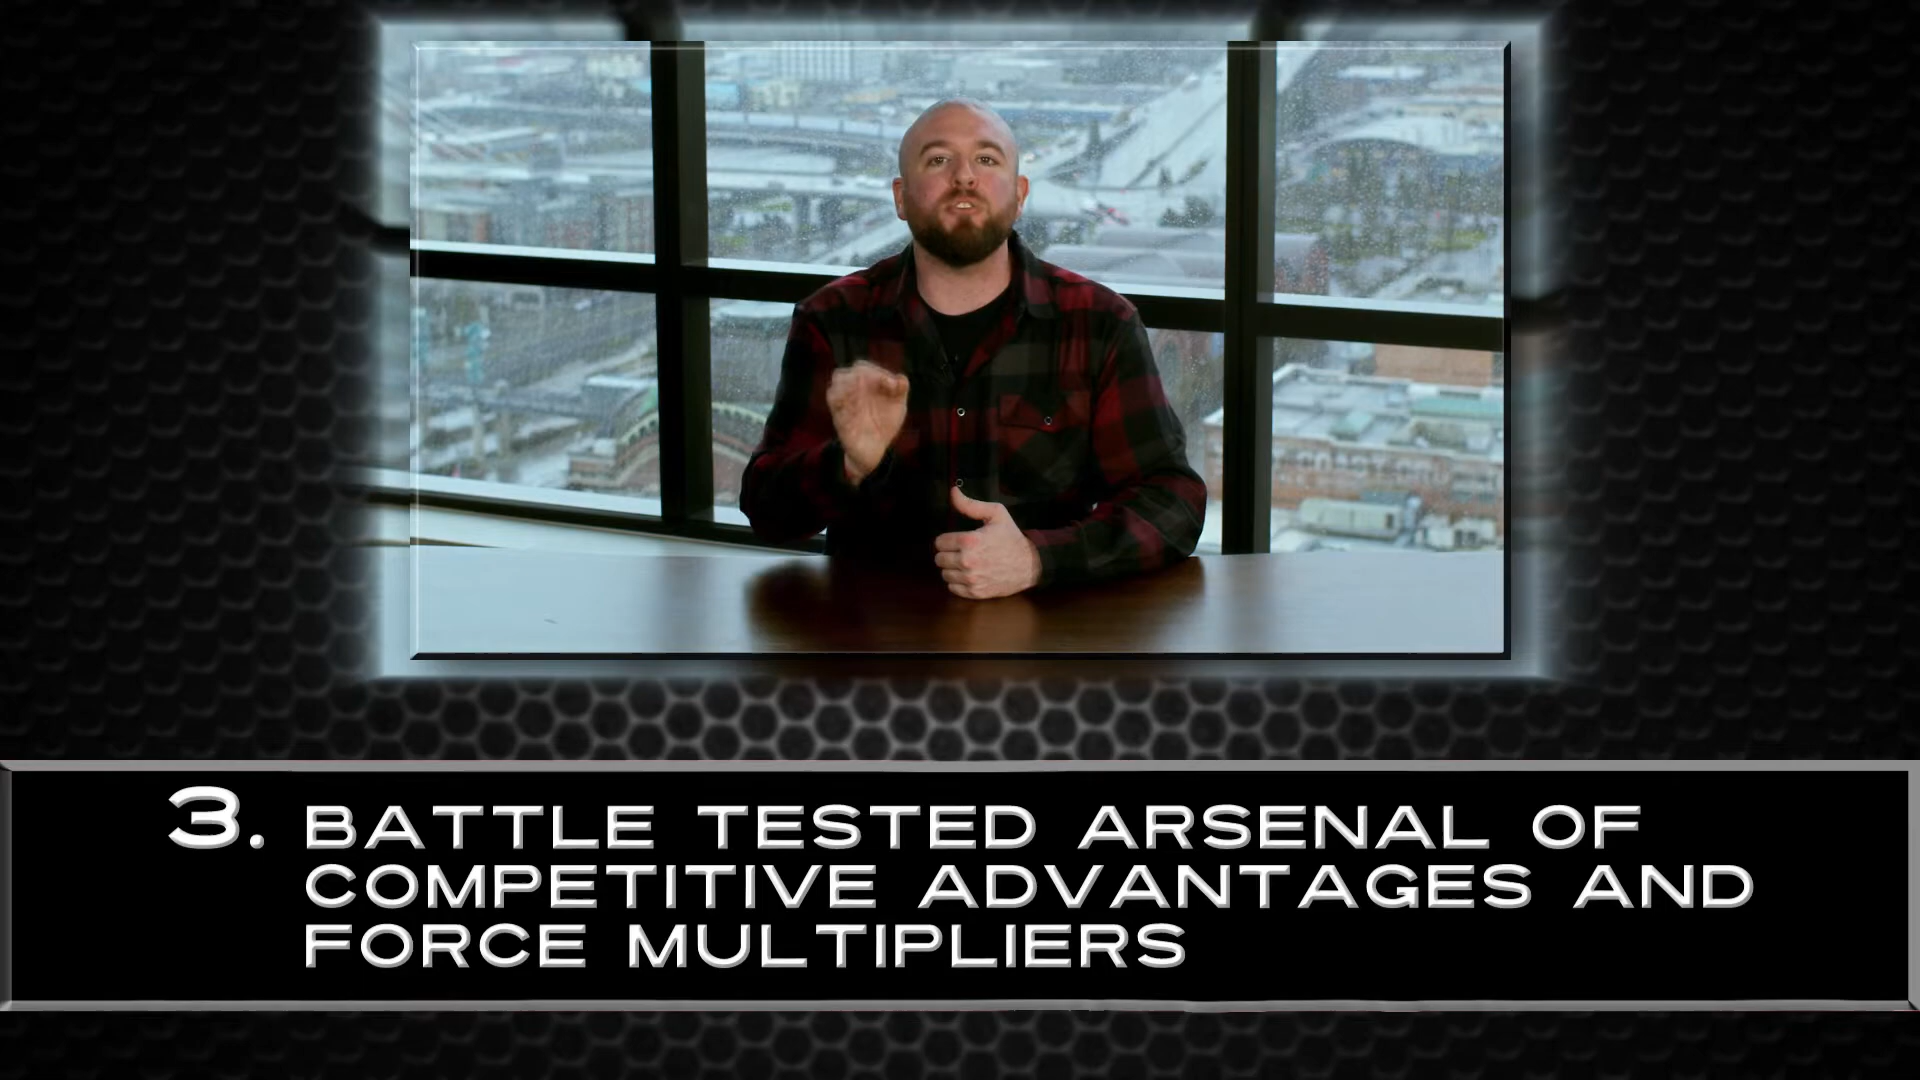 3. BATTLE TESTED ARSENAL OF
COMPETITIVE ADVANTAGES AND
FORCE MULTIPLIERS